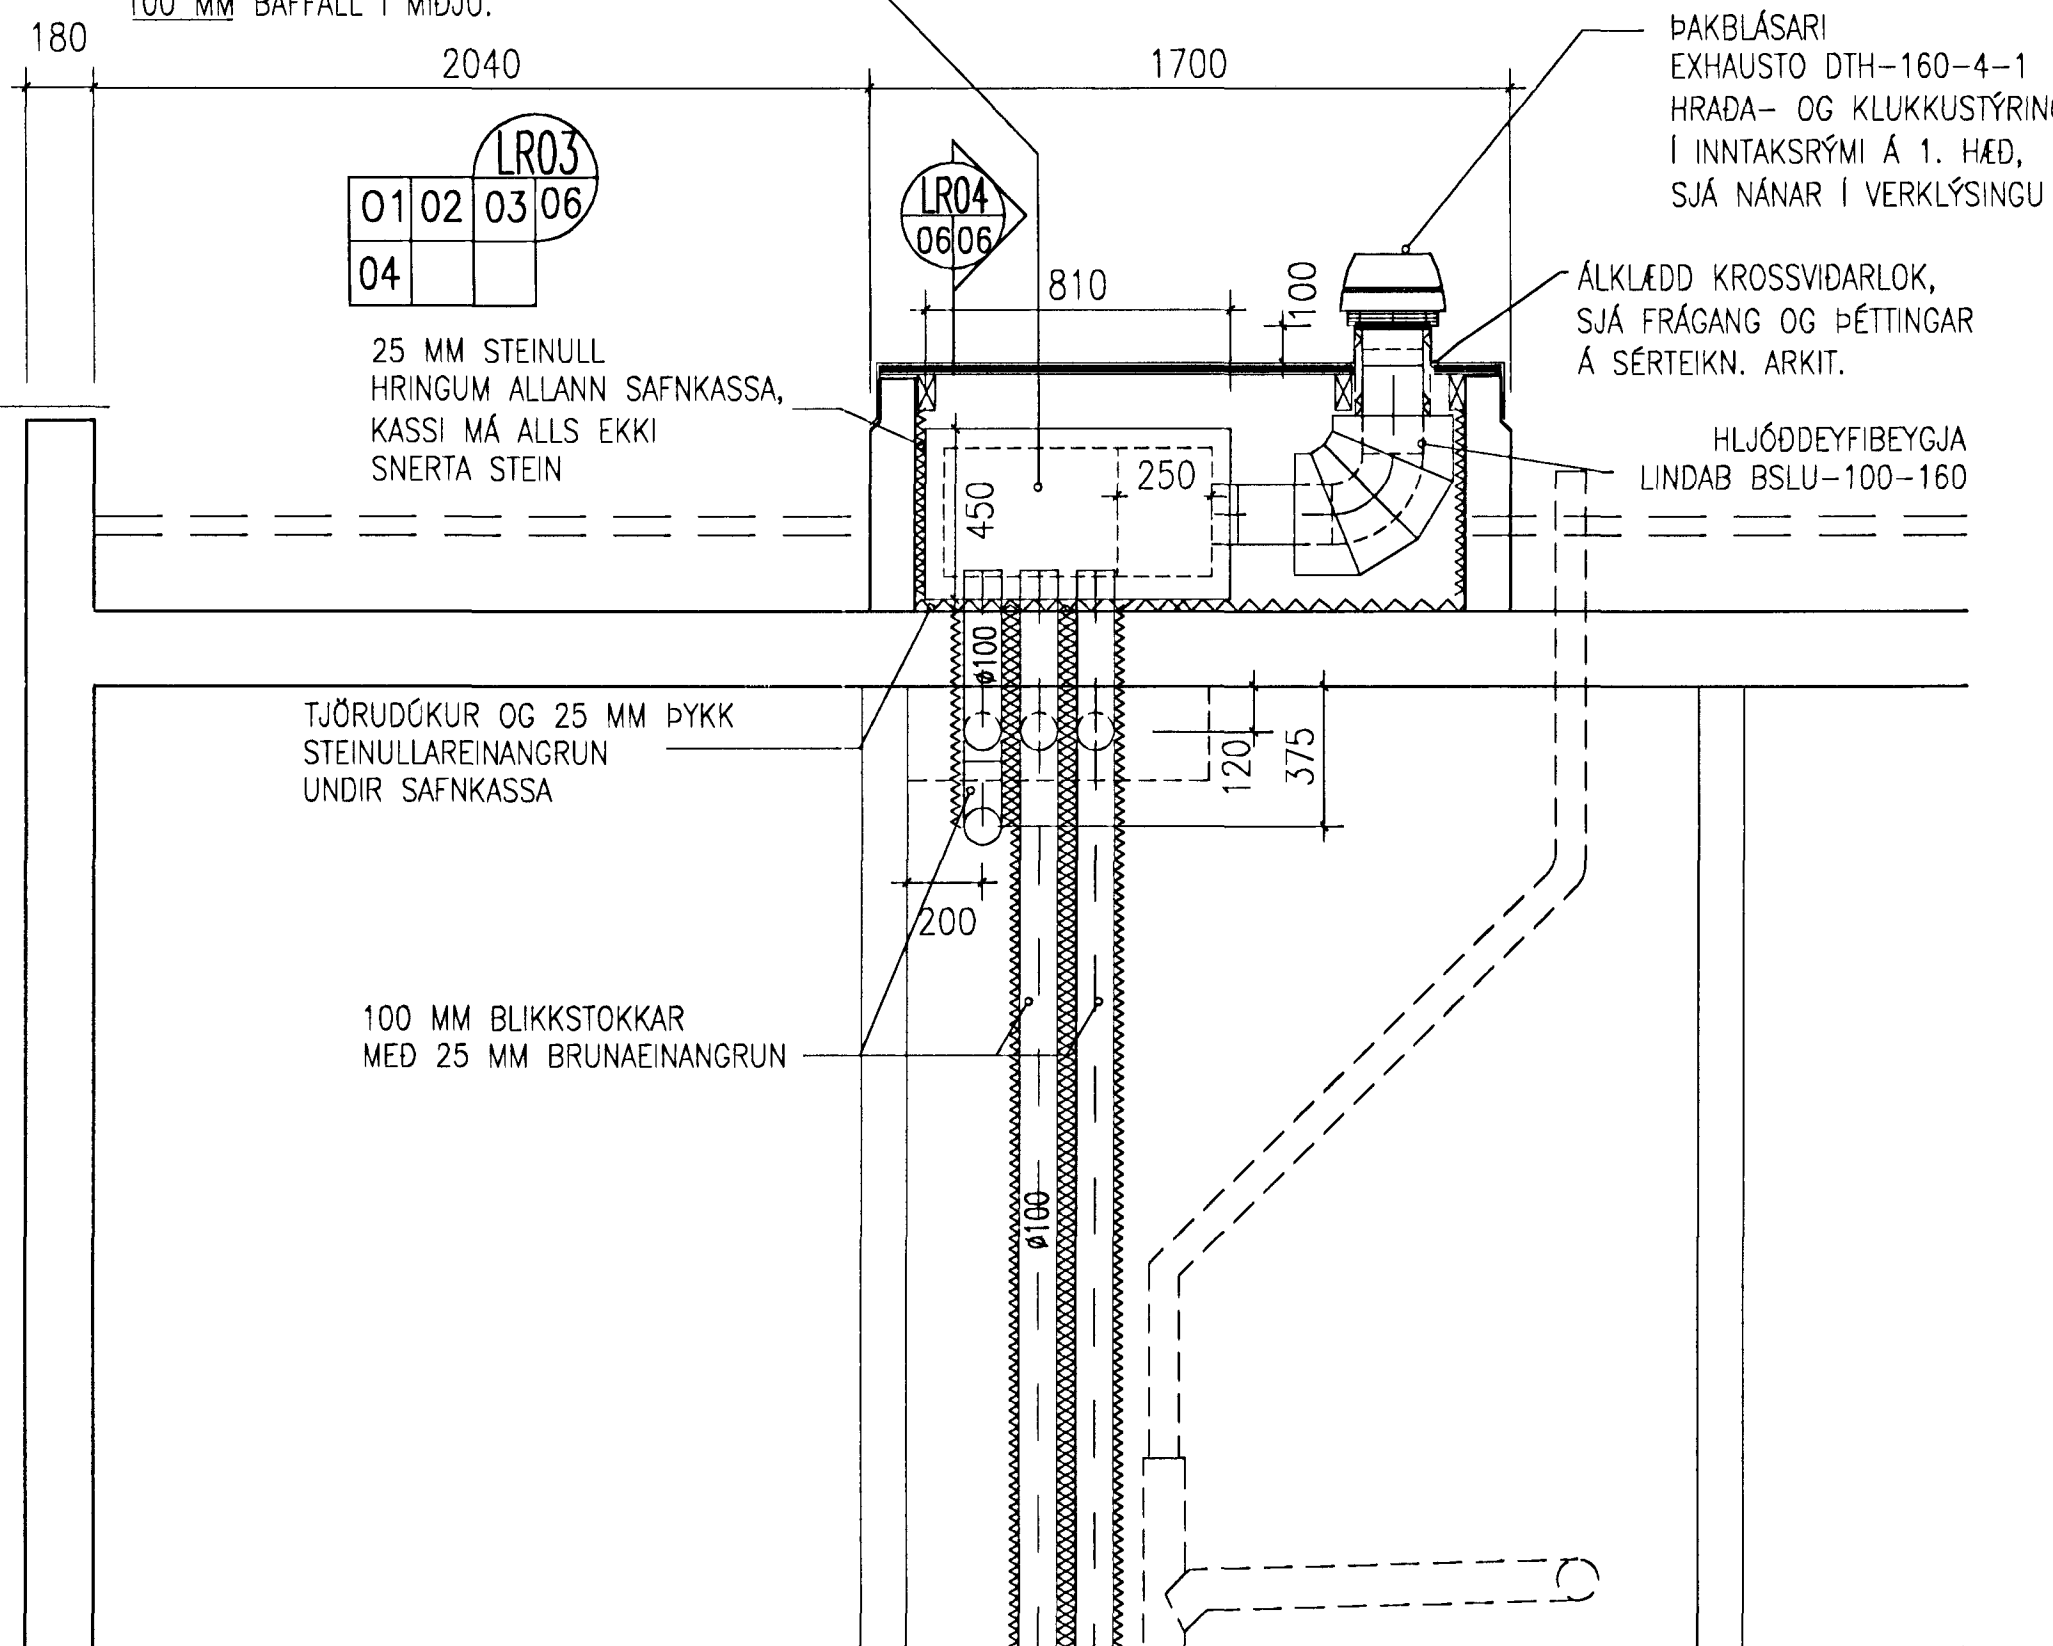 100 MM BAFFALL Í MIÐJU.
180
2040
1700
ÞAKBLÁSARI
EXHAUSTO DTH-160-4-1
HRAÐA- OG KLUKKUSTÝRING
Í INNTAKSRÝMI Á 1. HÆÐ,
SJÁ NÁNAR Í VERKLÝSINGU
LR03
01 02 03 06
04
LR04
06 06
810
100
ÁLKLÆDD KROSSVIÐARLOK,
SJÁ FRÁGANG OG ÞÉTTINGAR
Á SÉRTEIKN. ARKIT.
25 MM STEINULL
HRINGUM ALLANN SAFNKASSA,
KASSI MÁ ALLS EKKI
SNERTA STEIN
HLJÓÐDEYFIBEYGJA
LINDAB BSLU-100-160
450
250
ø100
TJÖRUDÚKUR OG 25 MM ÞYKK
STEINULLAREINANGRUN
UNDIR SAFNKASSA
120
375
200
100 MM BLIKKSTOKKAR
MEÐ 25 MM BRUNAEINANGRUN
ø100